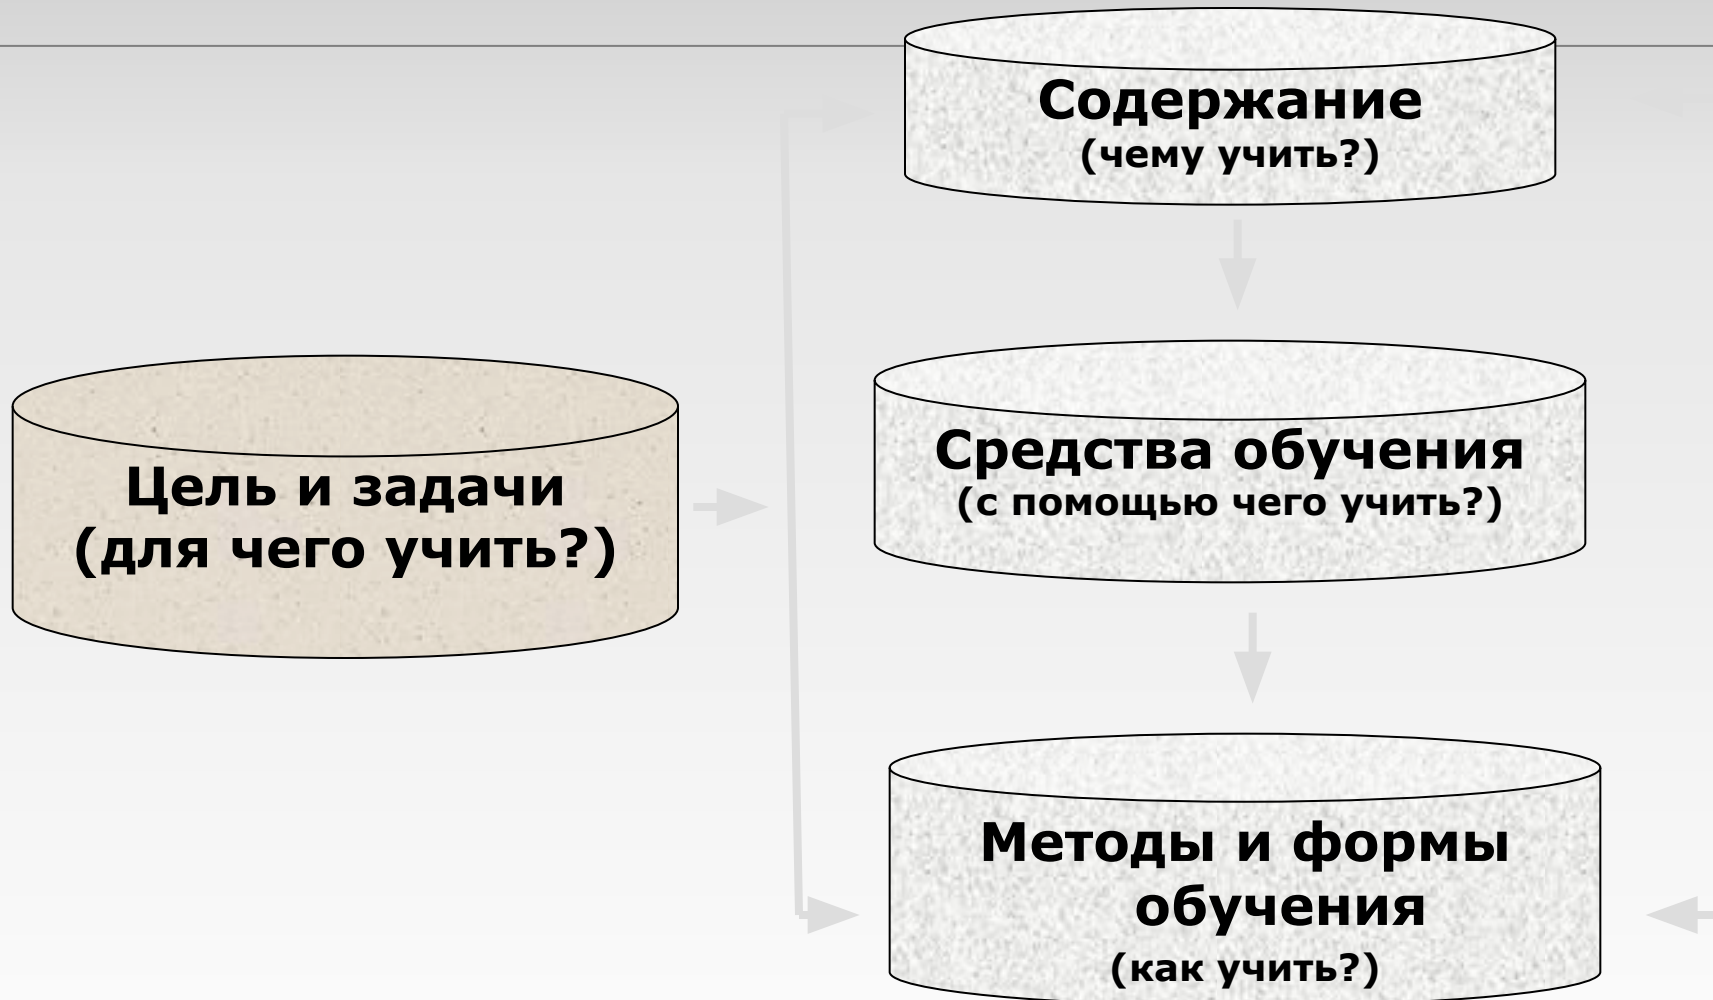 Содержание
(чему учить?)
Цель и задачи
(для чего учить?)
Средства обучения
(с помощью чего учить?)
Методы и формы
обучения
(как учить?)